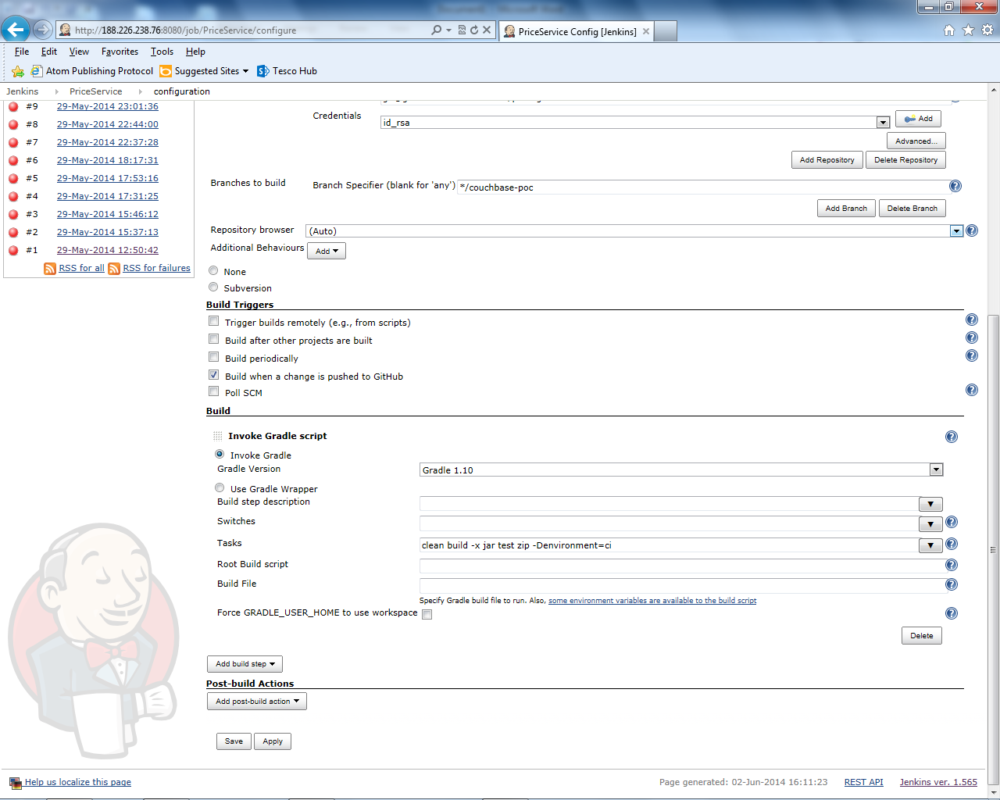 http://188.226.238.76:8080/job/PriceService/configure
PriceService Config [Jenkins]
File Edit View Favorites Tools Help
Atom Publishing Protocol Suggested Sites Tesco Hub
Jenkins PriceService configuration
#9 29-May-2014 23:01:36
#8 29-May-2014 22:44:00
#7 29-May-2014 22:37:28
#6 29-May-2014 18:17:31
#5 29-May-2014 17:53:16
#4 29-May-2014 17:31:25
#3 29-May-2014 15:46:12
#2 29-May-2014 15:37:13
#1 29-May-2014 12:50:42
RSS for all RSS for failures
Credentials id_rsa Add
Advanced...
Add Repository Delete Repository
Branches to build Branch Specifier (blank for 'any') */couchbase-poc
Add Branch Delete Branch
Repository browser (Auto)
Additional Behaviours Add
None
Subversion
Build Triggers
Trigger builds remotely (e.g., from scripts)
Build after other projects are built
Build periodically
Build when a change is pushed to GitHub
Poll SCM
Build
Invoke Gradle script
Invoke Gradle
Gradle Version Gradle 1.10
Use Gradle Wrapper
Build step description
Switches
Tasks clean build -x jar test zip -Denvironment=ci
Root Build script
Build File
Specify Gradle build file to run. Also, some environment variables are available to the build script
Force GRADLE_USER_HOME to use workspace
Delete
Add build step
Post-build Actions
Add post-build action
Save Apply
Help us localize this page Page generated: 02-Jun-2014 16:11:23 REST API Jenkins ver. 1.565